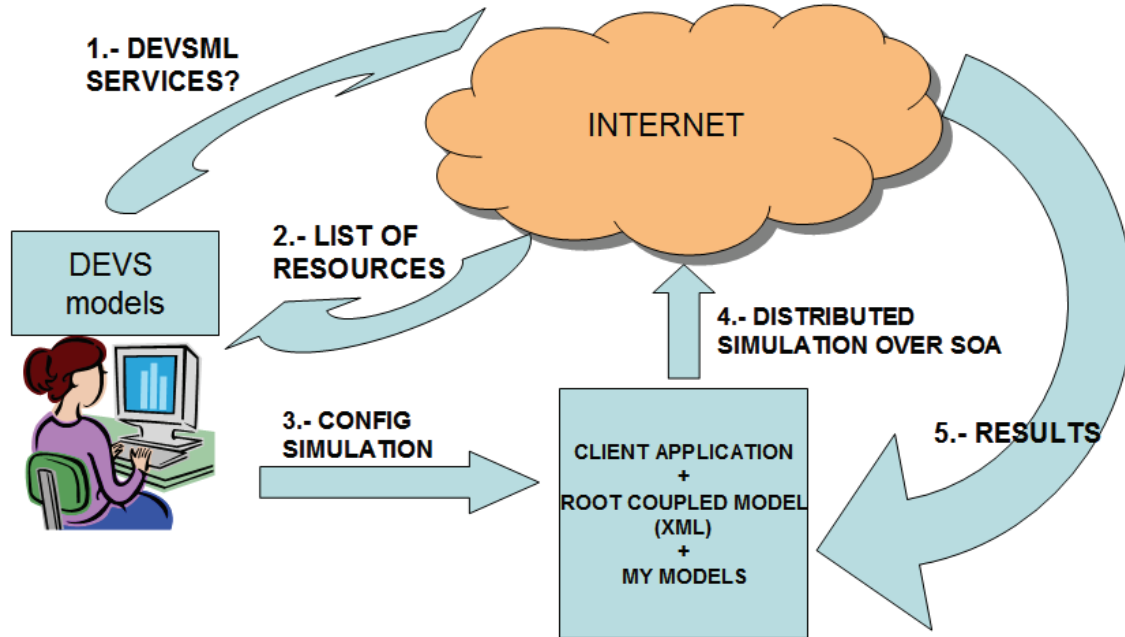 1.- DEVSML
SERVICES?
INTERNET
2.- LIST OF
RESOURCES
DEVS
models
4.- DISTRIBUTED
SIMULATION OVER SOA
3.- CONFIG
SIMULATION
CLIENT APPLICATION
+
ROOT COUPLED MODEL
(XML)
+
MY MODELS
5.- RESULTS